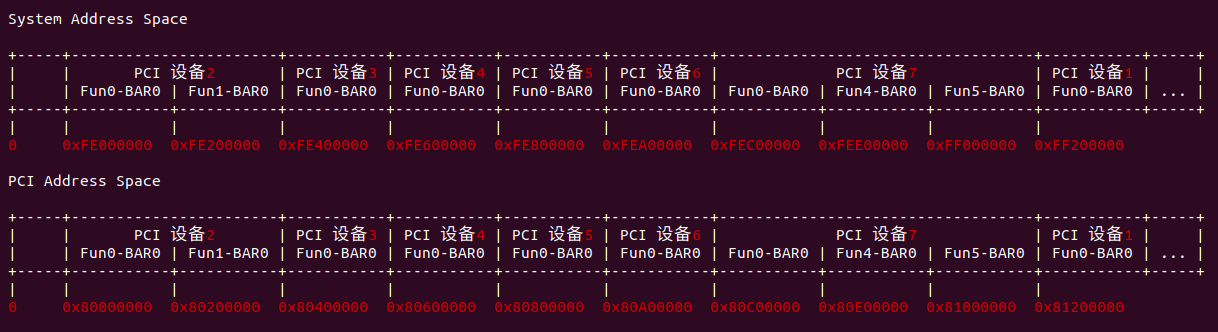 System Address Space
+-----+-----------------------+-----------+-----------+-----------+-----------+-----------------------------------+-----------+-----+
|     |       PCI 设备2       | PCI 设备3 | PCI 设备4 | PCI 设备5 | PCI 设备6 |             PCI 设备7             | PCI 设备1 |     |
|     | Fun0-BAR0 | Fun1-BAR0 | Fun0-BAR0 | Fun0-BAR0 | Fun0-BAR0 | Fun0-BAR0 | Fun0-BAR0 | Fun4-BAR0 | Fun5-BAR0 | Fun0-BAR0 | ... |
+-----+-----------+-----------+-----------+-----------+-----------+-----------+-----------+-----------+-----------+-----------+-----+
|     |           |           |           |           |           |           |           |           |           |
0     0xFE000000  0xFE200000  0xFE400000  0xFE600000  0xFE800000  0xFEA00000  0xFEC00000  0xFEE00000  0xFF000000  0xFF200000
PCI Address Space
+-----+-----------------------+-----------+-----------+-----------+-----------+-----------------------------------+-----------+-----+
|     |       PCI 设备2       | PCI 设备3 | PCI 设备4 | PCI 设备5 | PCI 设备6 |             PCI 设备7             | PCI 设备1 |     |
|     | Fun0-BAR0 | Fun1-BAR0 | Fun0-BAR0 | Fun0-BAR0 | Fun0-BAR0 | Fun0-BAR0 | Fun0-BAR0 | Fun4-BAR0 | Fun5-BAR0 | Fun0-BAR0 | ... |
+-----+-----------+-----------+-----------+-----------+-----------+-----------+-----------+-----------+-----------+-----------+-----+
|     |           |           |           |           |           |           |           |           |           |
0     0x80000000  0x80200000  0x80400000  0x80600000  0x80800000  0x80A00000  0x80C00000  0x80E00000  0x81000000  0x81200000